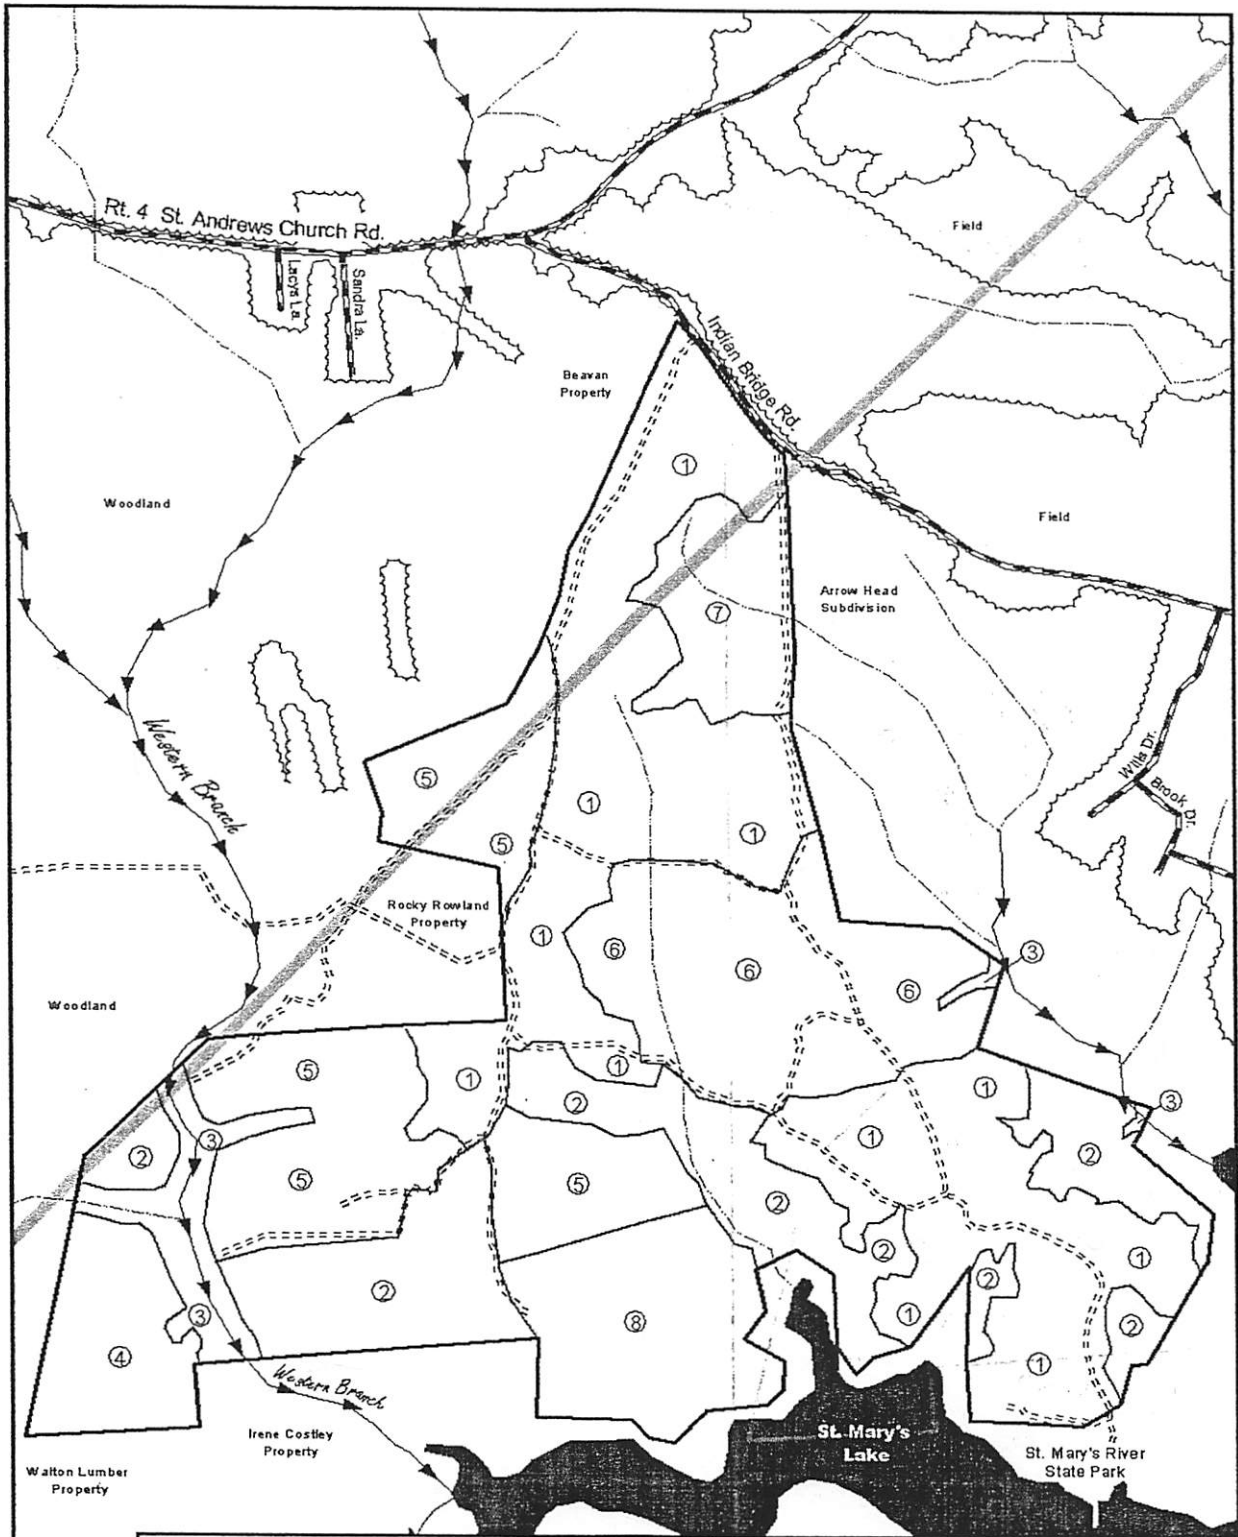 Rt. 4 St. Andrews Church Rd.
Lacys La.
Sandra La.
Field
Indian Bridge Rd.
Beavan
Property
1
Woodland
Field
7
Arrow Head
Subdivision
Western Branch
5
Wills Dr.
Brook Dr.
1
5
1
Rocky Rowland
Property
1
6
6
6
3
Woodland
5
1
1
2
1
3
3
2
1
2
5
5
2
2
1
2
2
3
8
1
2
4
1
Western Branch
Irene Costley
Property
St. Mary's
Lake
St. Mary's River
State Park
Walton Lumber
Property